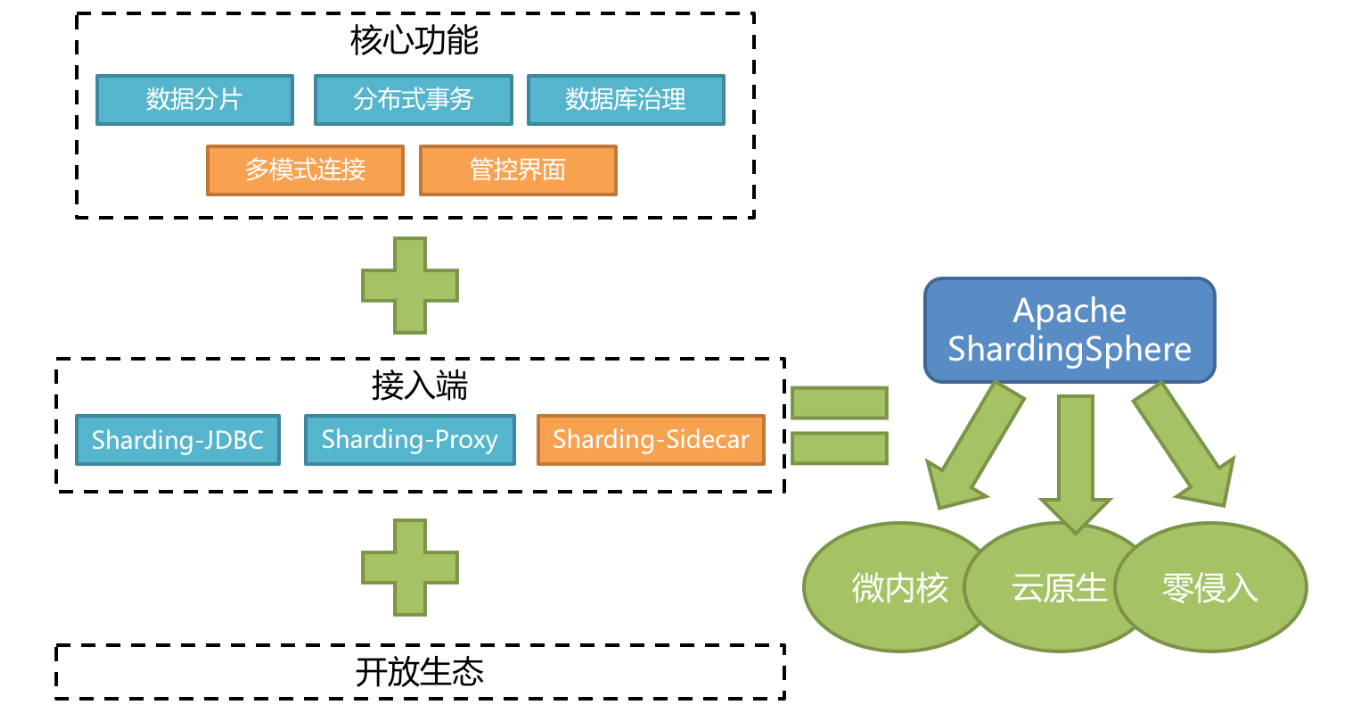 核心功能
数据分片
分布式事务
数据库治理
多模式连接
管控界面
接入端
Sharding-JDBC
Sharding-Proxy
Sharding-Sidecar
开放生态
Apache
ShardingSphere
微内核
云原生
零侵入